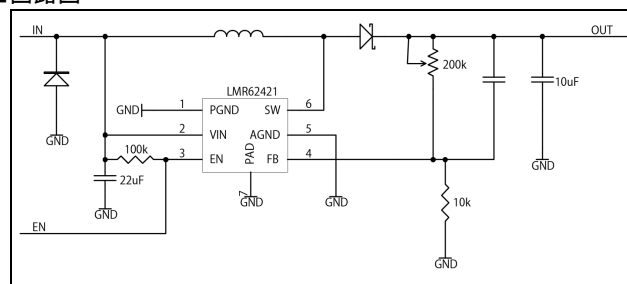 回路図
IN
OUT
200k
10uF
LMR62421
GND
1
PGND
SW
6
GND
2
VIN
AGND
5
100k
3
EN
PAD
FB
4
22uF
7
GND
GND
GND
GND
10k
EN
GND